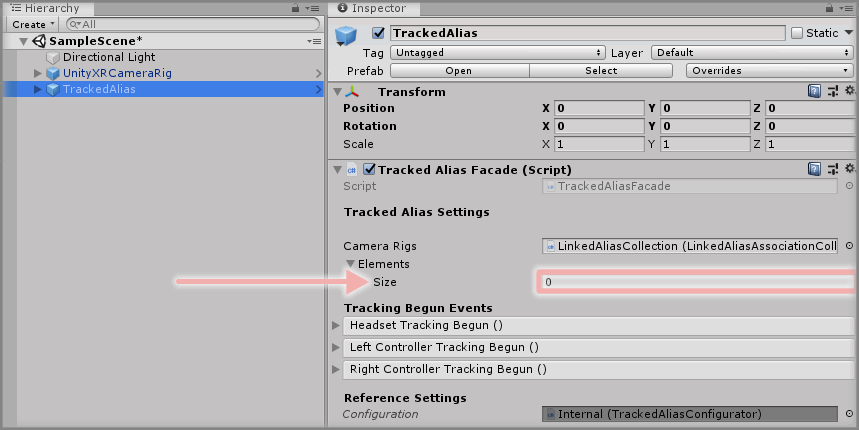 Hierarchy
Create
All
SampleScene*
Directional Light
UnityXRCameraRig
TrackedAlias
Inspector
TrackedAlias Static
Tag Untagged Layer Default
Prefab Open Select Overrides
Transform
Position X 0 Y 0 Z 0
Rotation X 0 Y 0 Z 0
Scale X 1 Y 1 Z 1
Tracked Alias Facade (Script)
Script c# TrackedAliasFacade
Tracked Alias Settings
Camera Rigs LinkedAliasCollection (LinkedAliasAssociationColl
Elements
Size 0
Tracking Begun Events
Headset Tracking Begun ()
Left Controller Tracking Begun ()
Right Controller Tracking Begun ()
Reference Settings
Configuration Internal (TrackedAliasConfigurator)